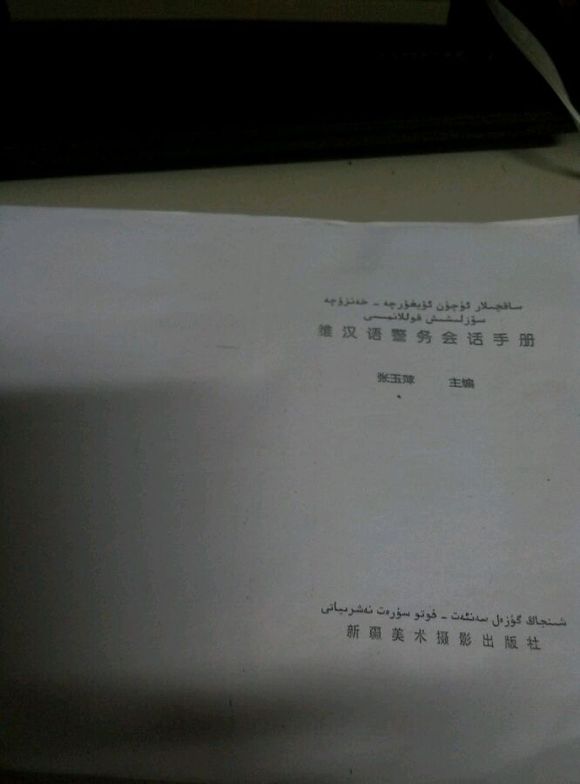 ساقچىلار ئۈچۈن ئۇيغۇرچە - خەنزۇچە
سۆزلىشىش قوللانمىسى
维汉语警务会话手册
张玉萍 主编
شىنجاڭ گۈزەل سەنئەت - فوتو سۈرەت نەشرىياتى
新疆美术摄影出版社